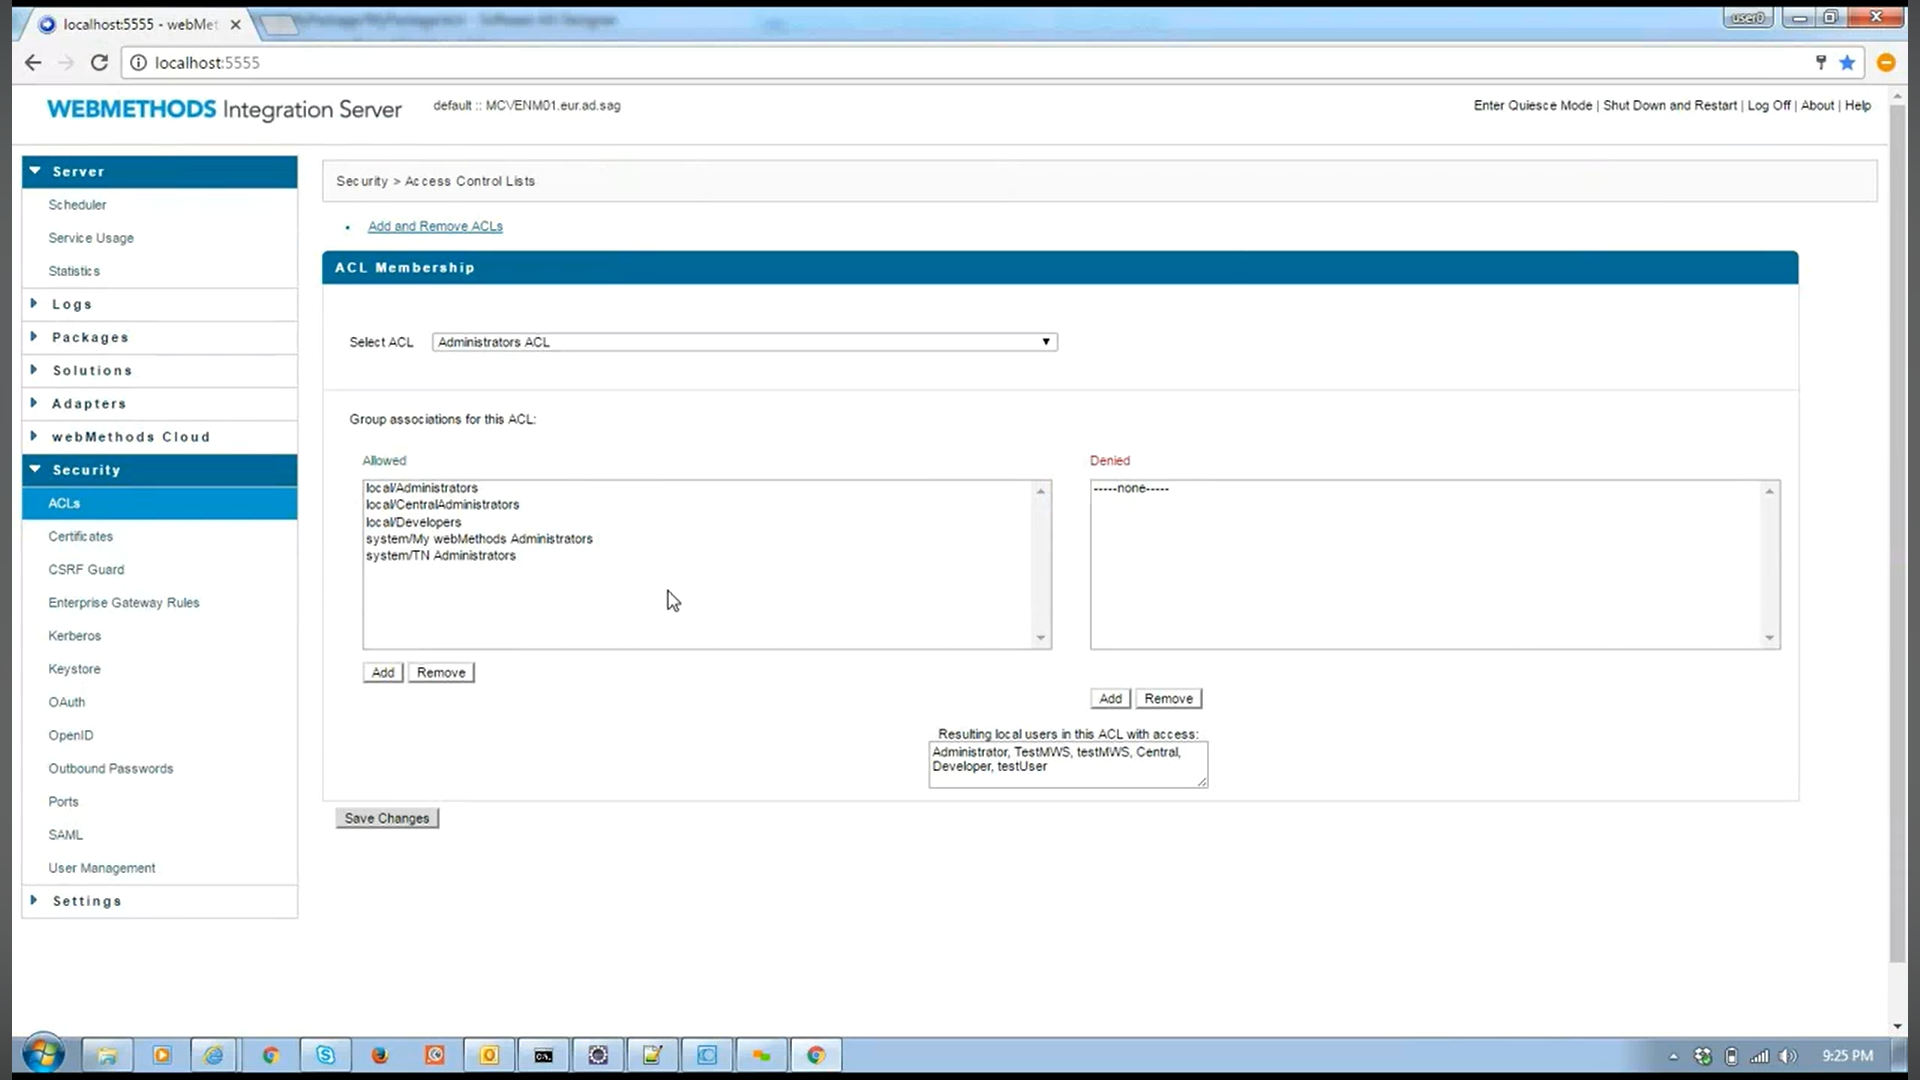 localhost:5555 - webMet
user0
localhost:5555
WEBMETHODS Integration Server
default :: MCVENM01.eur.ad.sag
Enter Quiesce Mode | Shut Down and Restart | Log Off | About | Help
Server
Scheduler
Service Usage
Statistics
Logs
Packages
Solutions
Adapters
webMethods Cloud
Security
ACLs
Certificates
CSRF Guard
Enterprise Gateway Rules
Kerberos
Keystore
OAuth
OpenID
Outbound Passwords
Ports
SAML
User Management
Settings
Security > Access Control Lists
Add and Remove ACLs
ACL Membership
Select ACL Administrators ACL
Group associations for this ACL:
Allowed
local/Administrators
local/CentralAdministrators
local/Developers
system/My webMethods Administrators
system/TN Administrators
Add Remove
Denied
-----none-----
Add Remove
Resulting local users in this ACL with access:
Administrator, TestMWS, testMWS, Central,
Developer, testUser
Save Changes
9:25 PM